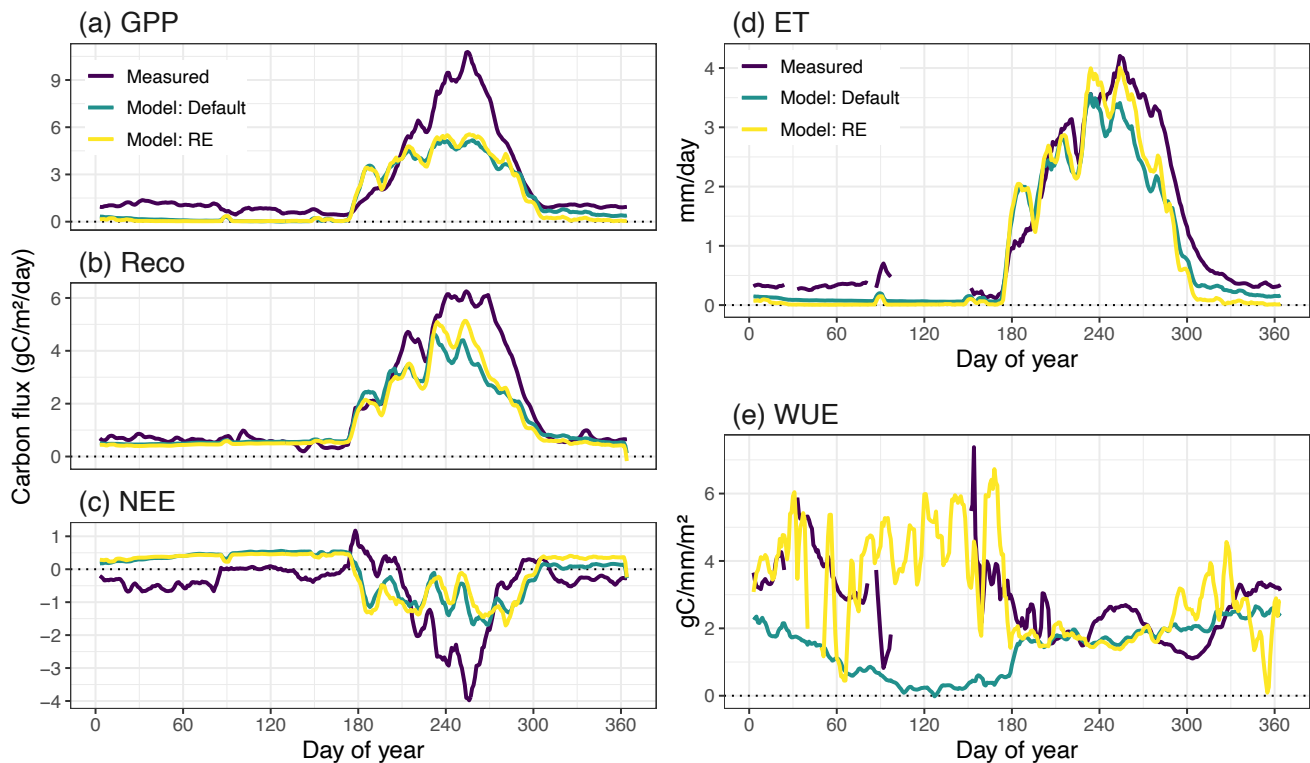 (a) GPP
9
6
3
0
Measured
Model: Default
Model: RE
(b) Reco
6
4
2
0
Carbon flux (gC/m²/day)
(c) NEE
1
0
−1
−2
−3
−4
0 60 120 180 240 300 360
Day of year
(d) ET
4
3
2
1
0
mm/day
Measured
Model: Default
Model: RE
0 60 120 180 240 300 360
Day of year
(e) WUE
6
4
2
0
gC/mm/m²
0 60 120 180 240 300 360
Day of year